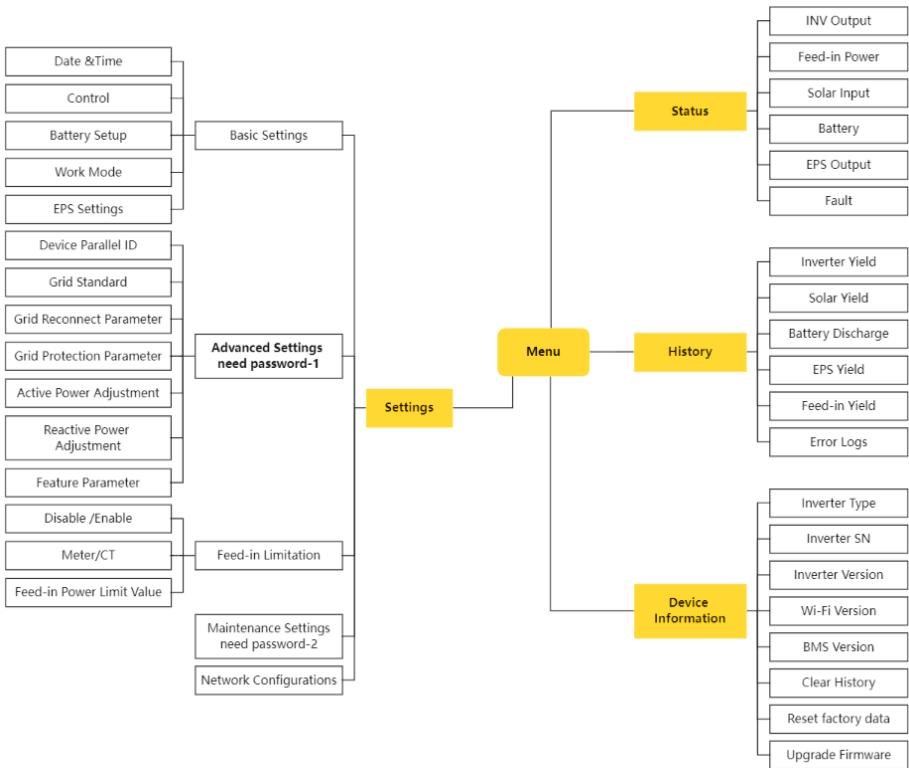 Menu
Status
INV Output
Feed-in Power
Solar Input
Battery
EPS Output
Fault
History
Inverter Yield
Solar Yield
Battery Discharge
EPS Yield
Feed-in Yield
Error Logs
Device
Information
Inverter Type
Inverter SN
Inverter Version
Wi-Fi Version
BMS Version
Clear History
Reset factory data
Upgrade Firmware
Settings
Basic Settings
Date &Time
Control
Battery Setup
Work Mode
EPS Settings
Advanced Settings
need password-1
Device Parallel ID
Grid Standard
Grid Reconnect Parameter
Grid Protection Parameter
Active Power Adjustment
Reactive Power
Adjustment
Feature Parameter
Feed-in Limitation
Disable /Enable
Meter/CT
Feed-in Power Limit Value
Maintenance Settings
need password-2
Network Configurations